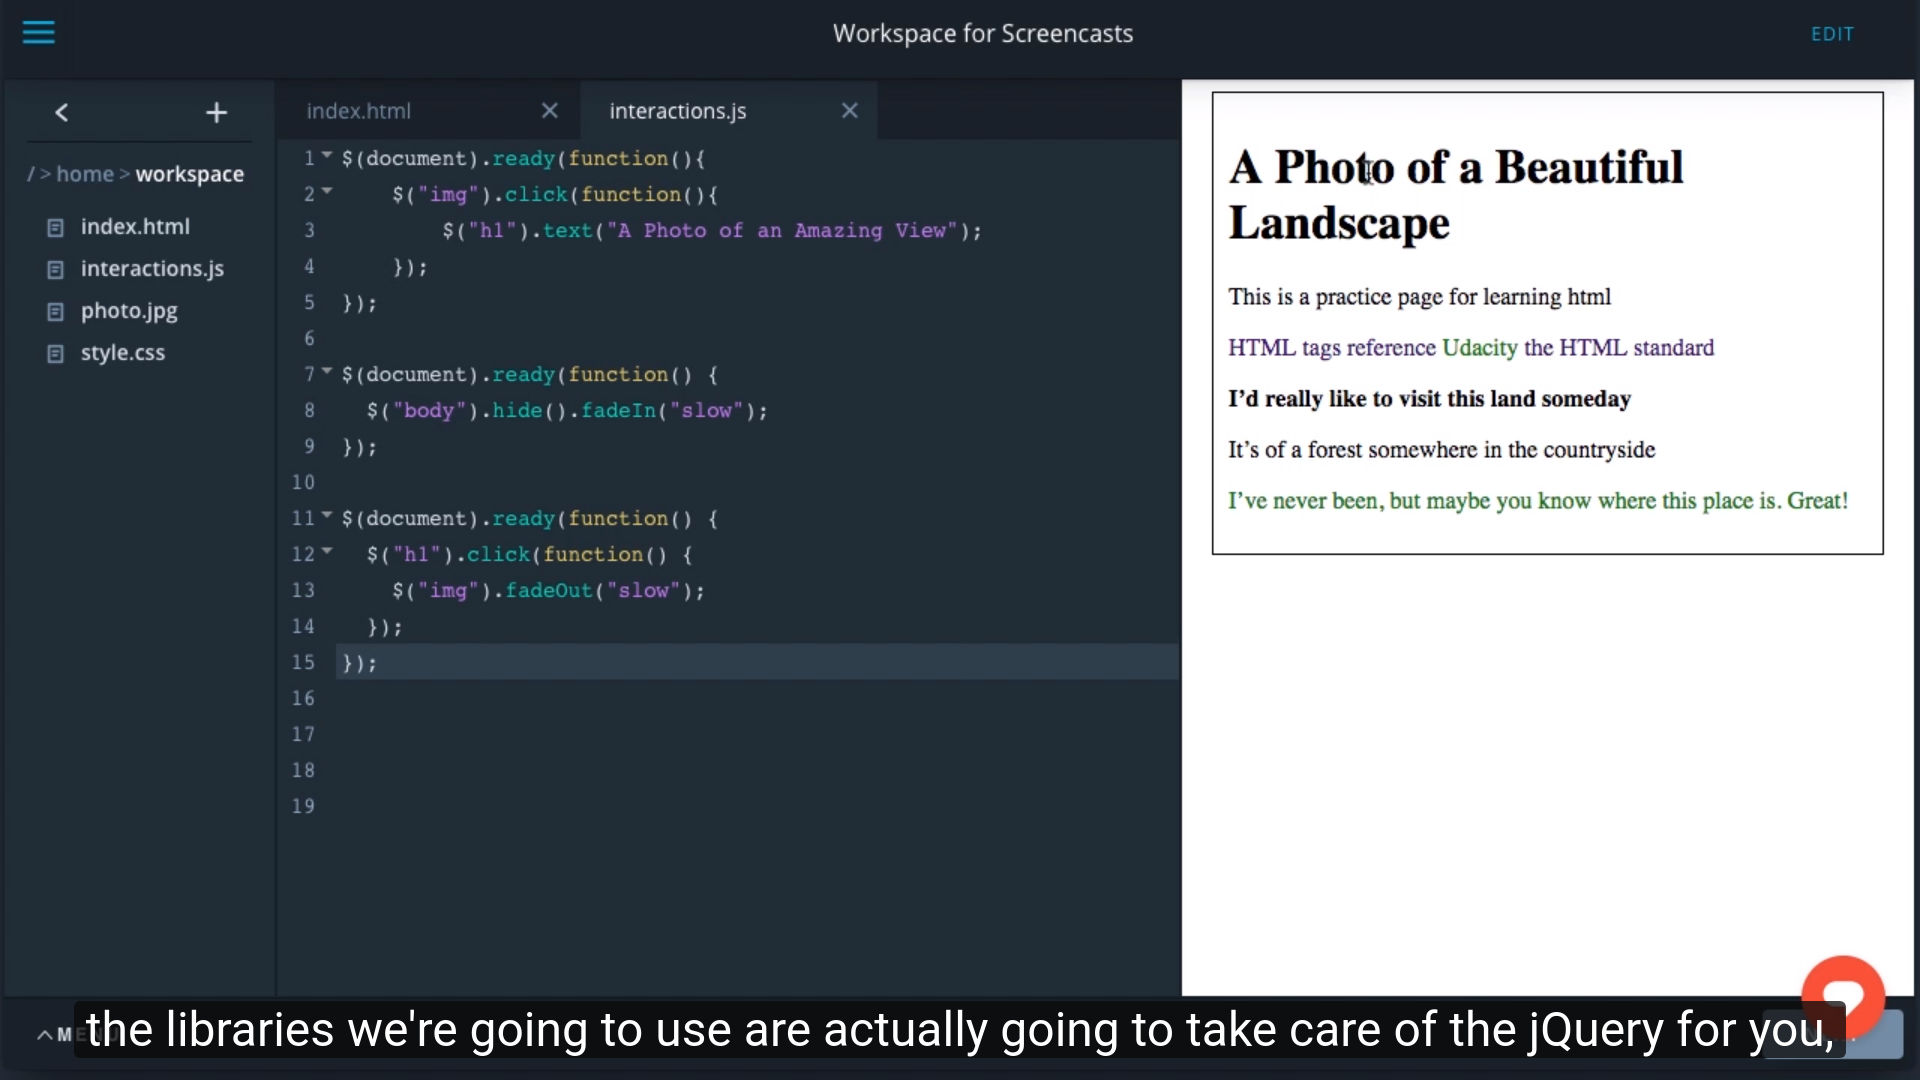 Workspace for Screencasts
EDIT
/ > home > workspace
index.html
interactions.js
photo.jpg
style.css
index.html
interactions.js
1 $(document).ready(function(){
2 $("img").click(function(){
3 $("h1").text("A Photo of an Amazing View");
4 });
5 });
6
7 $(document).ready(function() {
8 $("body").hide().fadeIn("slow");
9 });
10
11 $(document).ready(function() {
12 $("h1").click(function() {
13 $("img").fadeOut("slow");
14 });
15 });
16
17
18
19
A Photo of a Beautiful
Landscape
This is a practice page for learning html
HTML tags reference Udacity the HTML standard
I’d really like to visit this land someday
It’s of a forest somewhere in the countryside
I’ve never been, but maybe you know where this place is. Great!
the libraries we're going to use are actually going to take care of the jQuery for you,